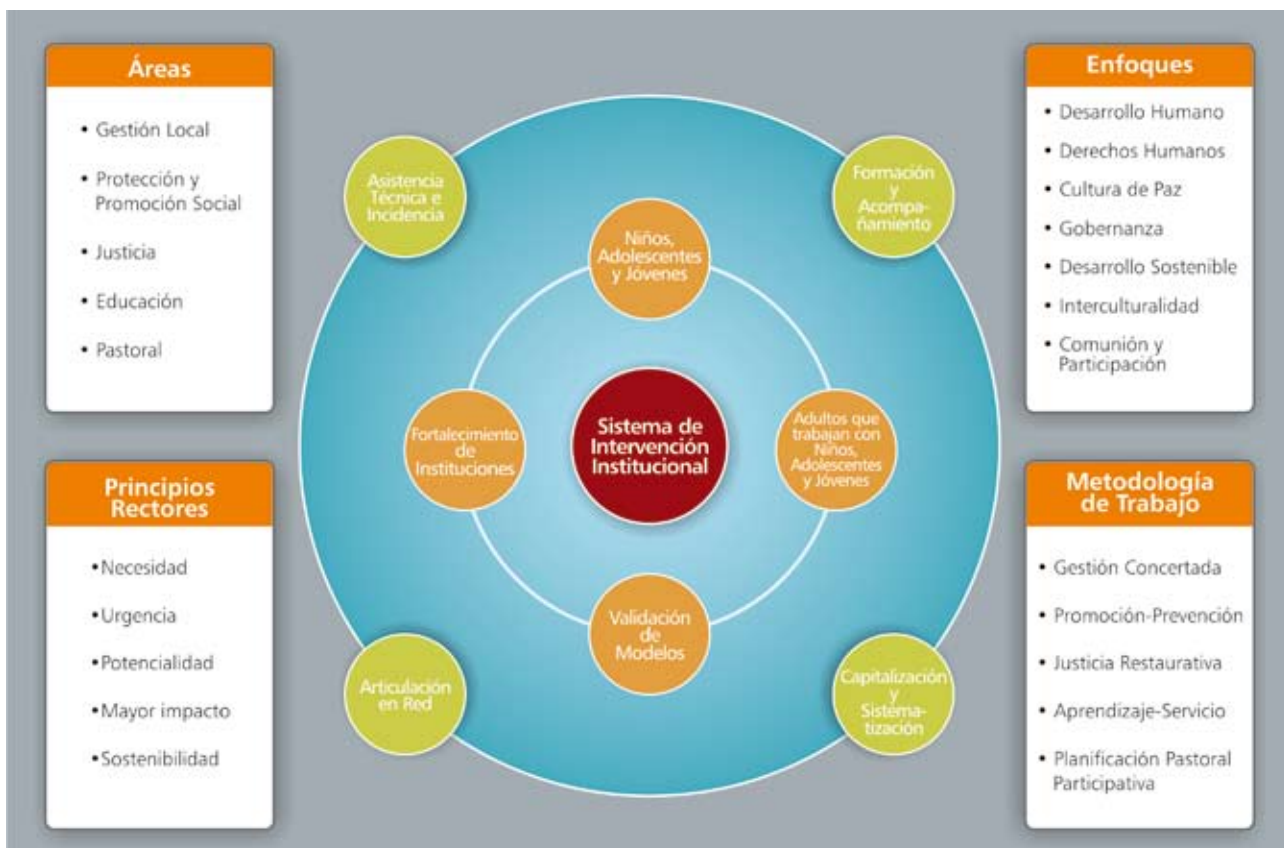 Áreas
• Gestión Local
• Protección y
Promoción Social
• Justicia
• Educación
• Pastoral
Principios
Rectores
•Necesidad
•Urgencia
•Potencialidad
•Mayor impacto
•Sostenibilidad
Asistencia
Técnica e
Incidencia
Formación
y
Acompa-
ñamiento
Niños,
Adolescentes
y Jóvenes
Fortalecimiento
de
Instituciones
Sistema de
Intervención
Institucional
Adultos que
trabajan con
Niños,
Adolescentes
y Jóvenes
Validación
de
Modelos
Articulación
en Red
Capitalización
y
Sistema-
tización
Enfoques
• Desarrollo Humano
• Derechos Humanos
• Cultura de Paz
• Gobernanza
• Desarrollo Sostenible
• Interculturalidad
• Comunión y
Participación
Metodología
de Trabajo
• Gestión Concertada
• Promoción-Prevención
• Justicia Restaurativa
• Aprendizaje-Servicio
• Planificación Pastoral
Participativa